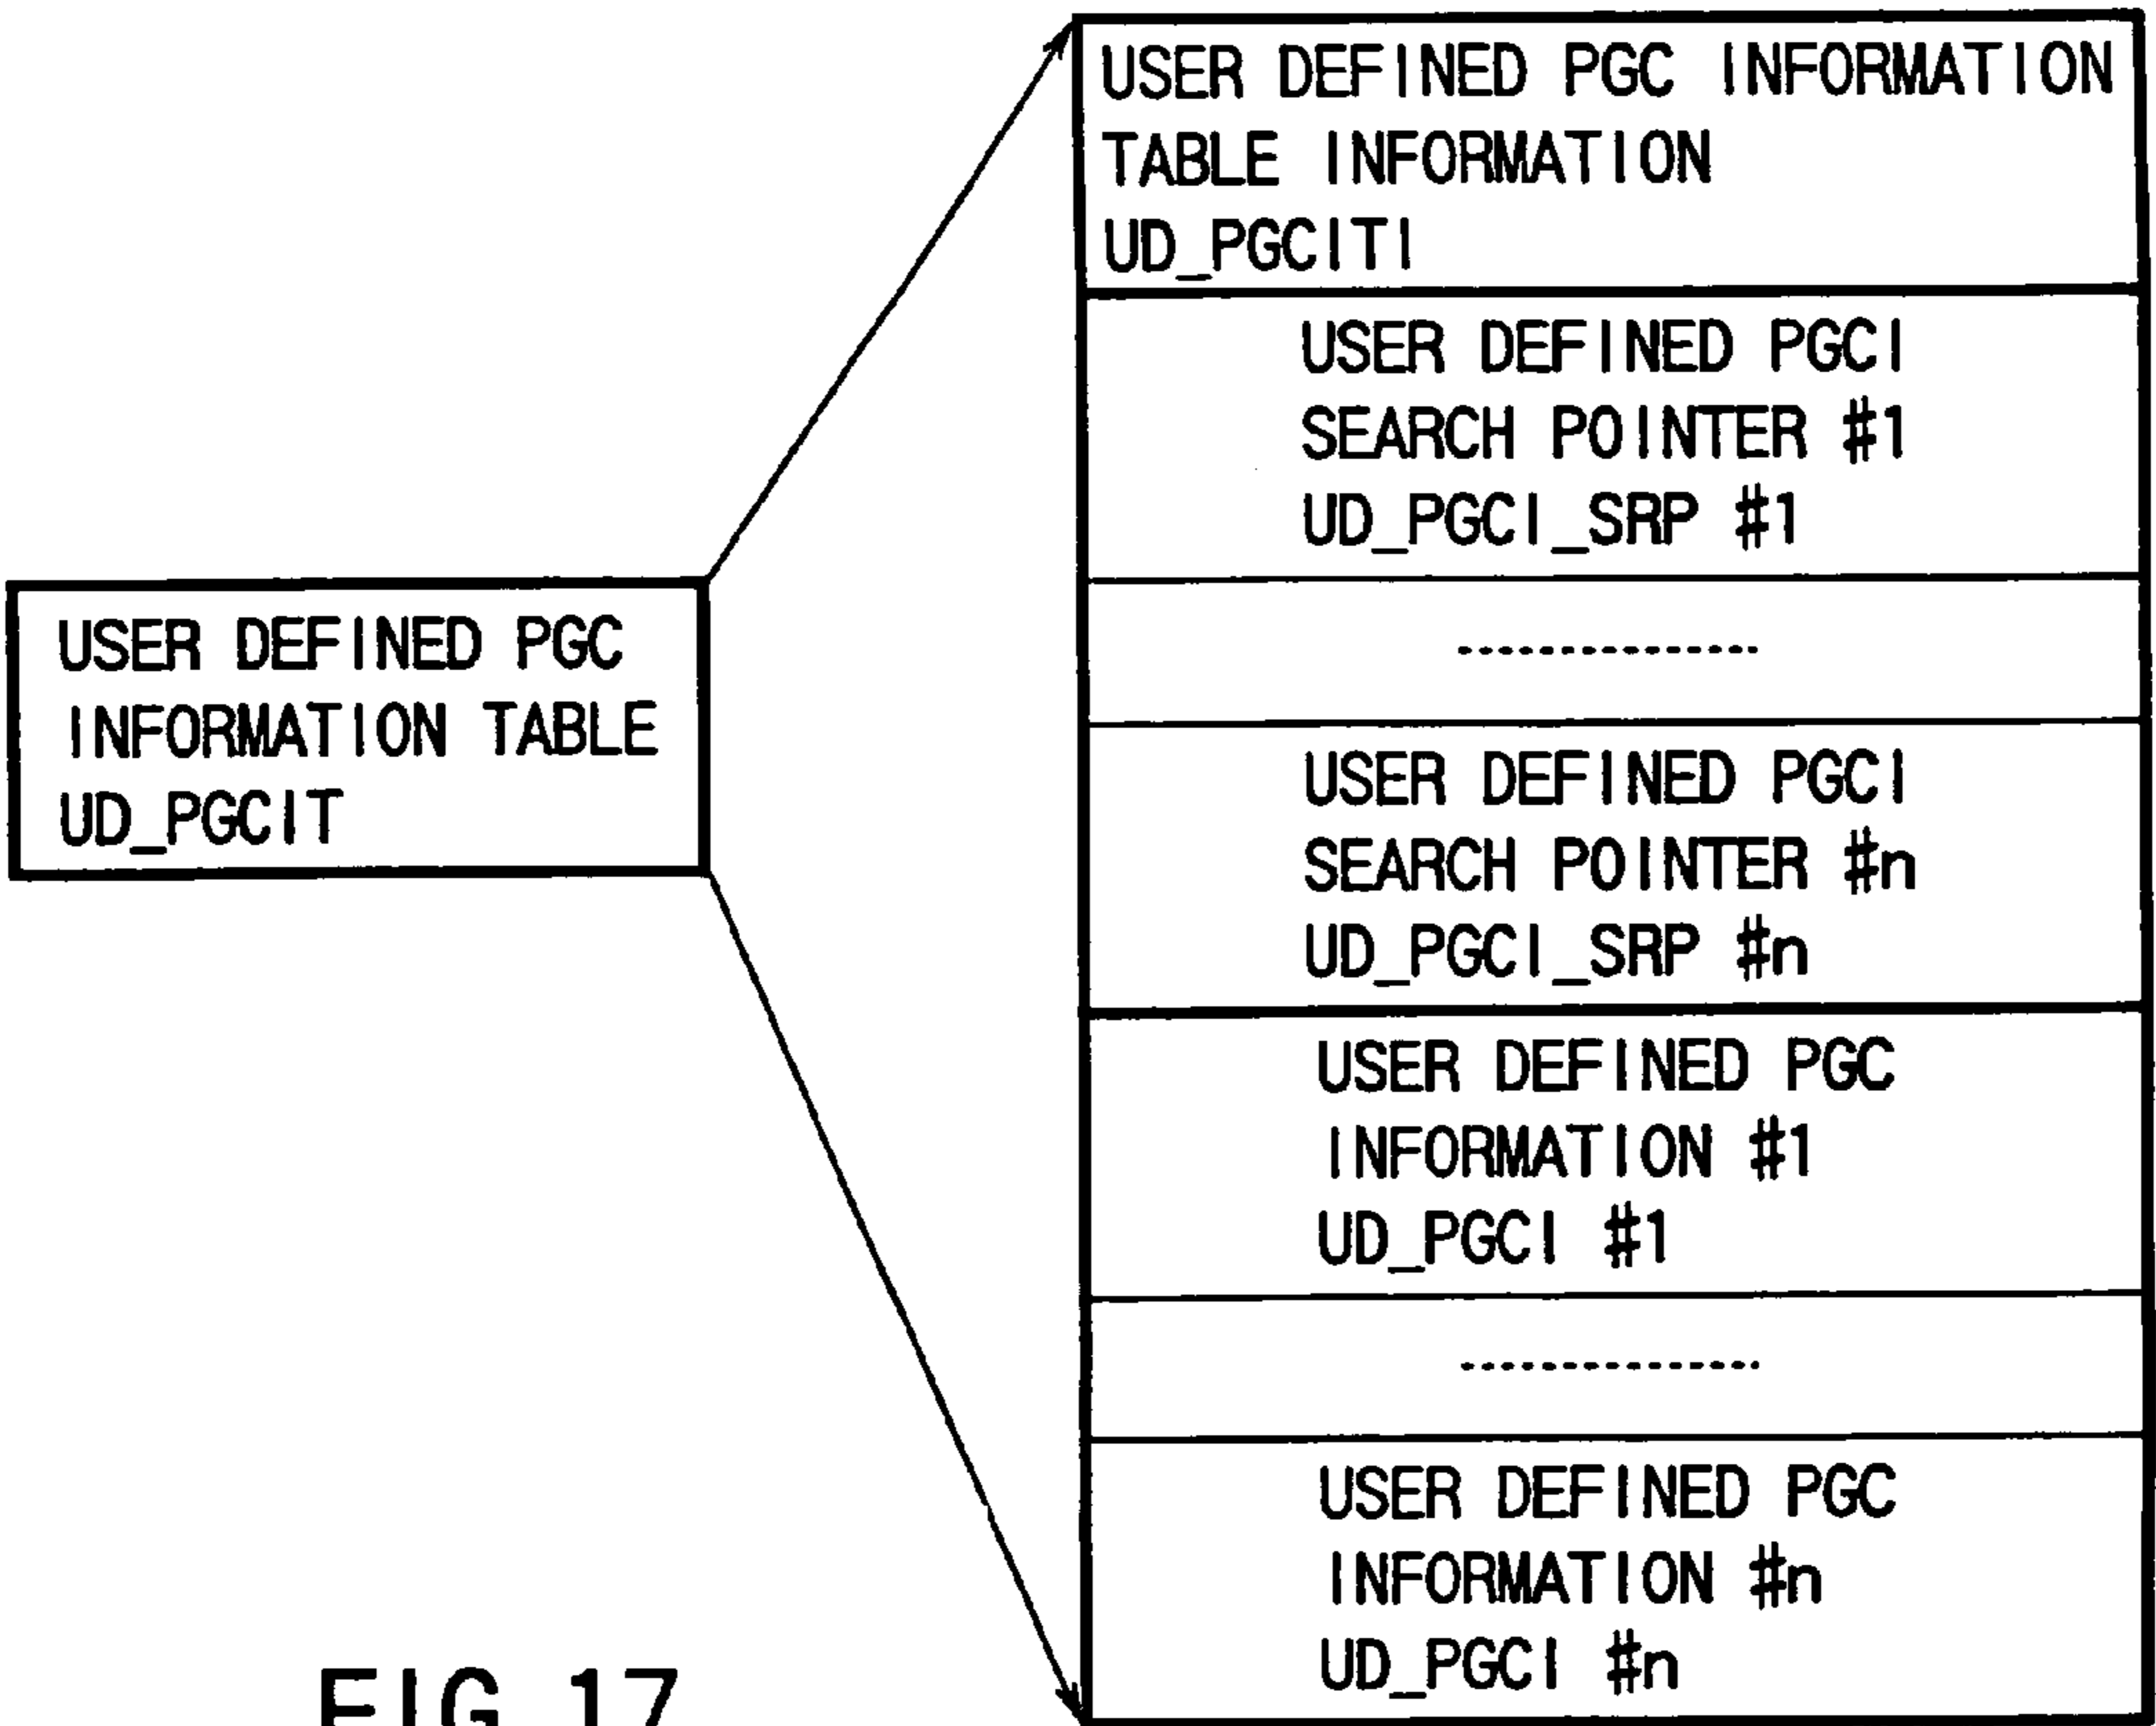 USER DEFINED PGC
INFORMATION TABLE
UD_PGCIT
USER DEFINED PGC INFORMATION
TABLE INFORMATION
UD_PGCITI
USER DEFINED PGCI
SEARCH POINTER #1
UD_PGCI_SRP #1
USER DEFINED PGCI
SEARCH POINTER #n
UD_PGCI_SRP #n
USER DEFINED PGC
INFORMATION #1
UD_PGCI #1
USER DEFINED PGC
INFORMATION #n
UD_PGCI #n
FIG. 17